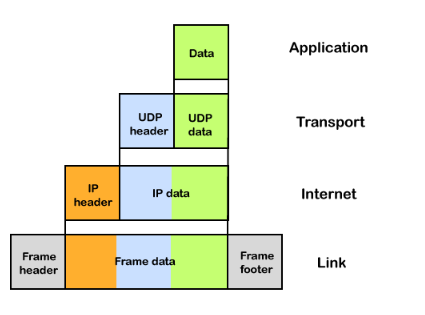 Data
Application
UDP
header
UDP
data
Transport
IP
header
IP data
Internet
Frame
header
Frame data
Frame
footer
Link